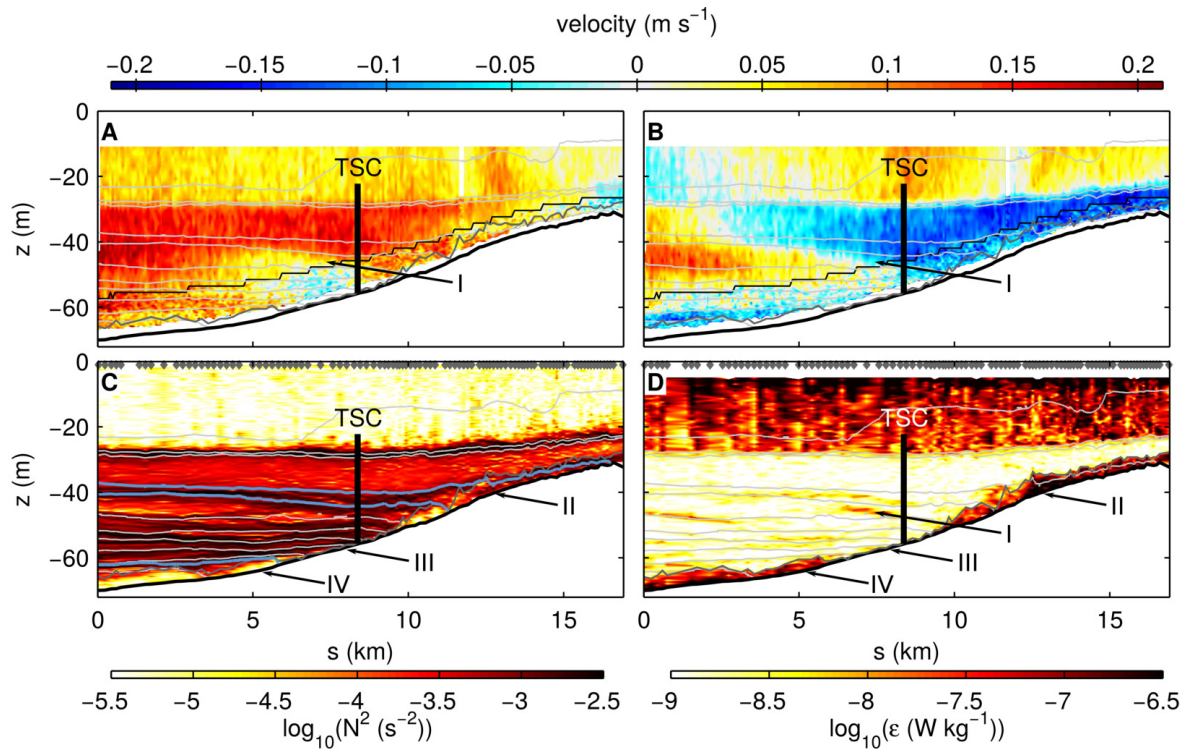 velocity (m s⁻¹)
−0.2 −0.15 −0.1 −0.05 0 0.05 0.1 0.15 0.2
0 A B
TSC TSC
−20
z (m)
−40
I I
−60
0 C D
TSC TSC
−20
z (m)
−40
II II
I
−60
III III
IV IV
0 5 10 15 0 5 10 15
s (km) s (km)
−5.5 −5 −4.5 −4 −3.5 −3 −2.5 −9 −8.5 −8 −7.5 −7 −6.5
log₁₀(N² (s⁻²)) log₁₀(ε (W kg⁻¹))